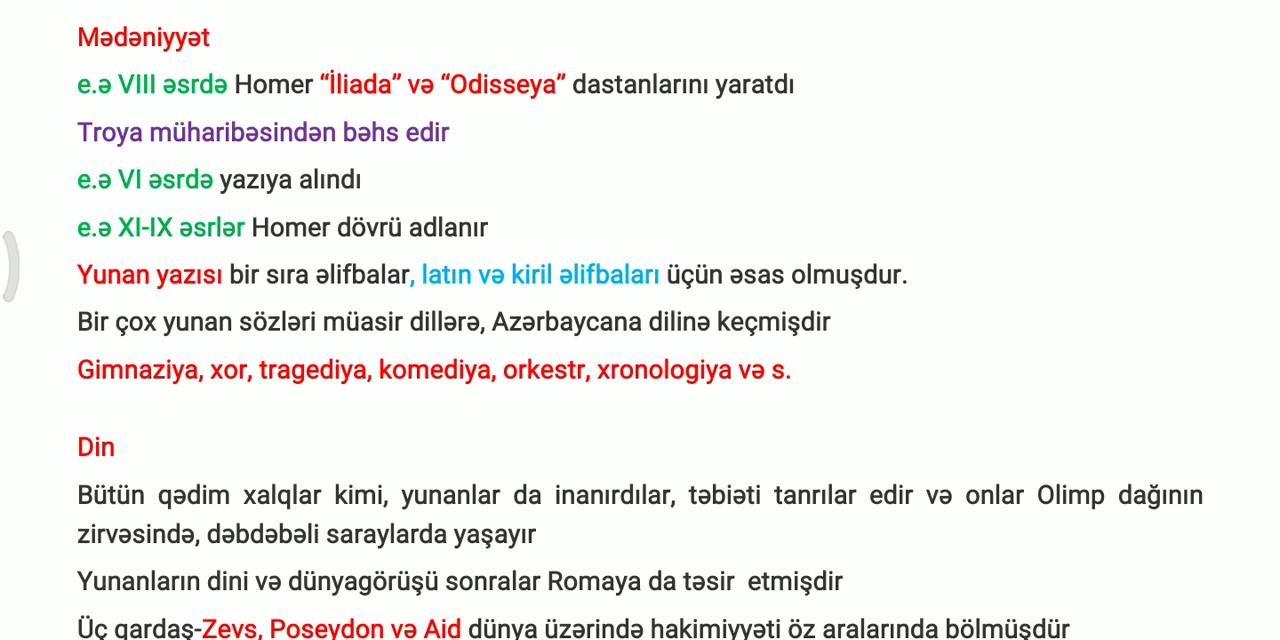 Mədəniyyət
e.ə VIII əsrdə Homer “İliada” və “Odisseya” dastanlarını yaratdı
Troya müharibəsindən bəhs edir
e.ə VI əsrdə yazıya alındı
e.ə XI-IX əsrlər Homer dövrü adlanır
Yunan yazısı bir sıra əlifbalar, latın və kiril əlifbaları üçün əsas olmuşdur.
Bir çox yunan sözləri müasir dillərə, Azərbaycana dilinə keçmişdir
Gimnaziya, xor, tragediya, komediya, orkestr, xronologiya və s.
Din
Bütün qədim xalqlar kimi, yunanlar da inanırdılar, təbiəti tanrılar edir və onlar Olimp dağının
zirvəsində, dəbdəbəli saraylarda yaşayır
Yunanların dini və dünyagörüşü sonralar Romaya da təsir  etmişdir
Üç qardaş-Zevs, Poseydon və Aid dünya üzərində hakimiyyəti öz aralarında bölmüşdür